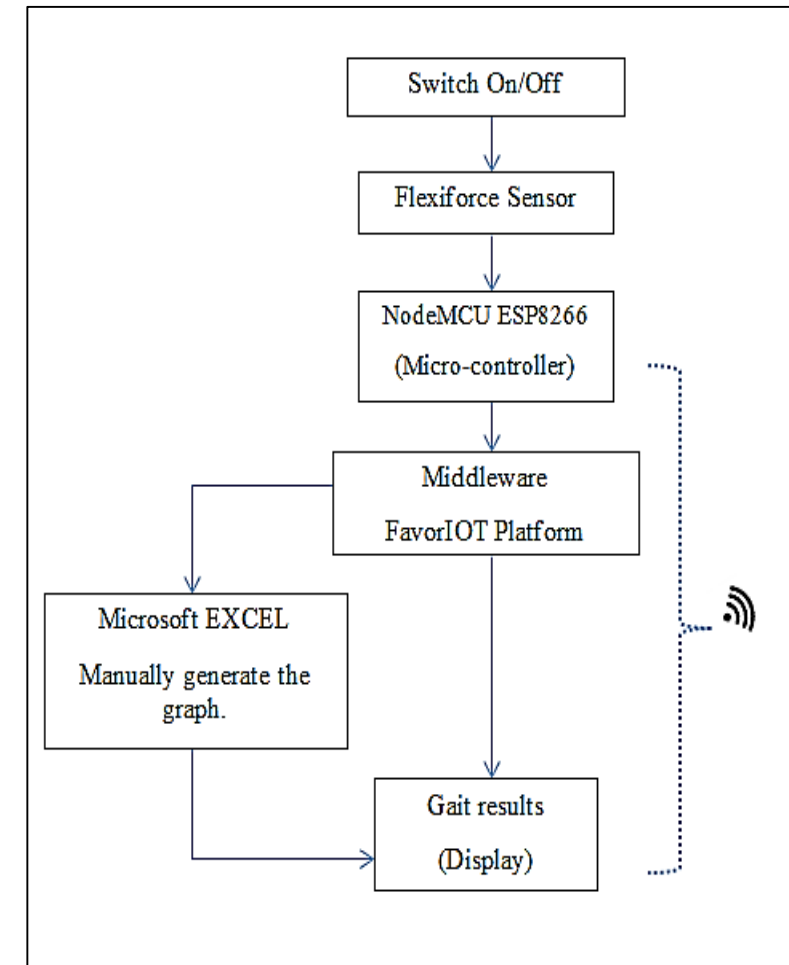 Switch On/Off
Flexiforce Sensor
NodeMCU ESP8266
(Micro-controller)
Middleware
FavorIOT Platform
Microsoft EXCEL
Manually generate the
graph.
Gait results
(Display)